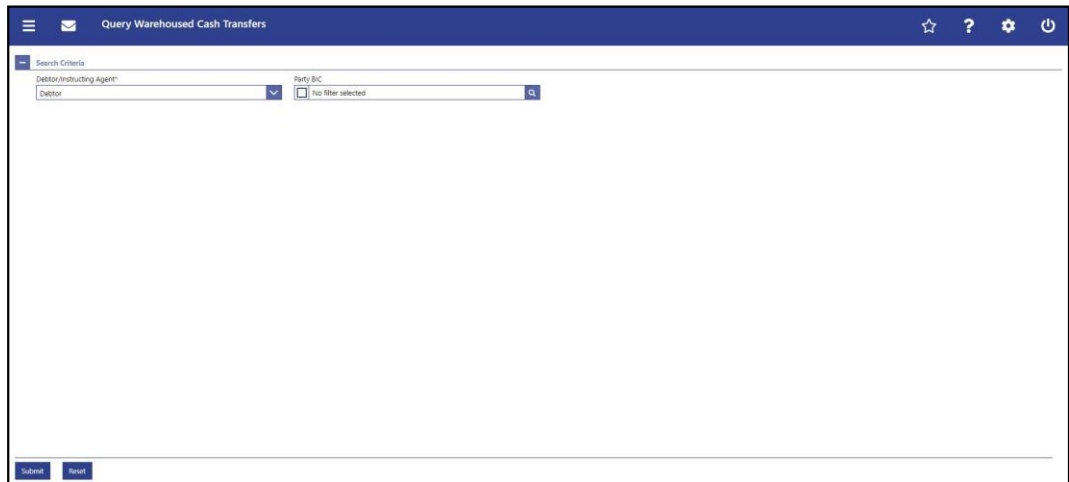 Query Warehoused Cash Transfers
?
Search Criteria
Debtor/Instructing Agent*
Party BIC
Debtor
No filter selected
Submit
Reset